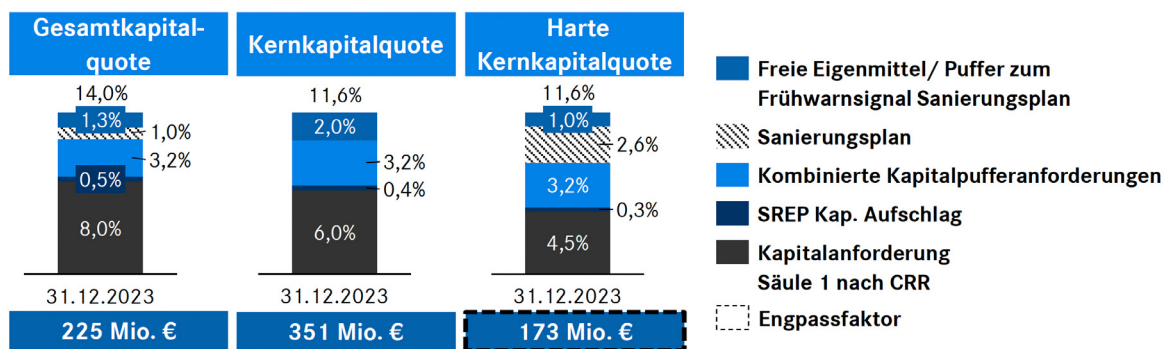 Gesamtkapital-
quote
14,0%
1,3%
1,0%
3,2%
0,5%
8,0%
31.12.2023
225 Mio. €
Kernkapitalquote
11,6%
2,0%
3,2%
0,4%
6,0%
31.12.2023
351 Mio. €
Harte
Kernkapitalquote
11,6%
1,0%
2,6%
3,2%
0,3%
4,5%
31.12.2023
173 Mio. €
Freie Eigenmittel/ Puffer zum
Frühwarnsignal Sanierungsplan
Sanierungsplan
Kombinierte Kapitalpufferanforderungen
SREP Kap. Aufschlag
Kapitalanforderung
Säule 1 nach CRR
Engpassfaktor